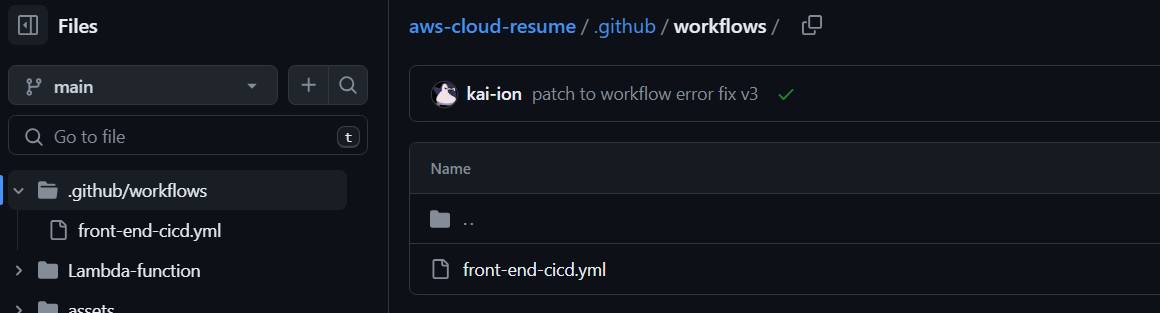 Files
main
Go to file
t
.github/workflows
front-end-cicd.yml
Lambda-function
assets
aws-cloud-resume / .github / workflows /
kai-ion patch to workflow error fix v3
Name
..
front-end-cicd.yml